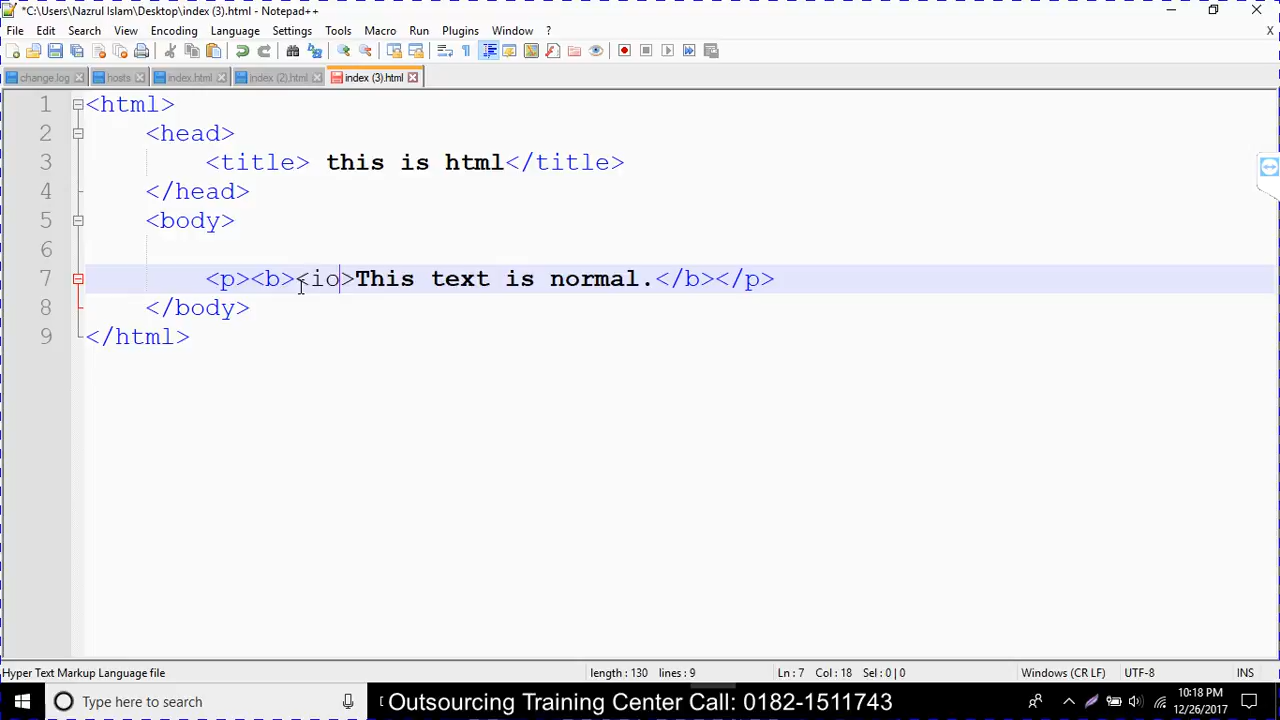 *C:\Users\Nazrul Islam\Desktop\index (3).html - Notepad++
File Edit Search View Encoding Language Settings Tools Macro Run Plugins Window ? X
change.log hosts index.html index (2).html index (3).html
1 <html>
2 <head>
3 <title> this is html</title>
4 </head>
5 <body>
6
7 <p><b><io>This text is normal.</b></p>
8 </body>
9 </html>
Hyper Text Markup Language file length : 130 lines : 9 Ln : 7 Col : 18 Sel : 0 | 0 Windows (CR LF) UTF-8 INS
Type here to search [ Outsourcing Training Center Call: 0182-1511743 10:18 PM
12/26/2017